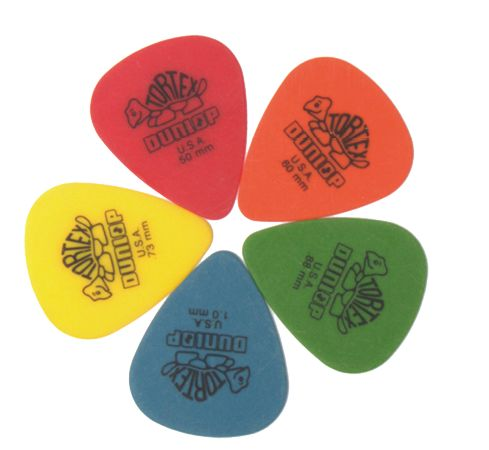 TORTEX
DUNLOP
U.S.A.
50 mm
TORTEX
DUNLOP
U.S.A.
60 mm
TORTEX
DUNLOP
U.S.A.
73 mm
TORTEX
DUNLOP
U.S.A.
88 mm
TORTEX
DUNLOP
U.S.A.
1.0 mm